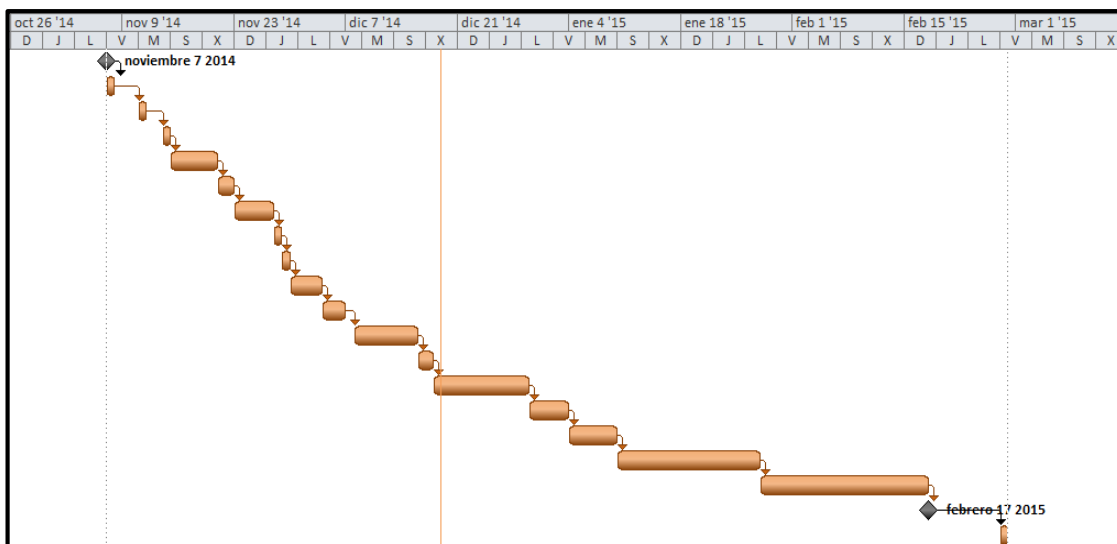 oct 26 '14 nov 9 '14 nov 23 '14 dic 7 '14 dic 21 '14 ene 4 '15 ene 18 '15 feb 1 '15 feb 15 '15 mar 1 '15
D J L V M S X D J L V M S X D J L V M S X D J L V M S X D J L V M S X
noviembre 7 2014
febrero 17 2015